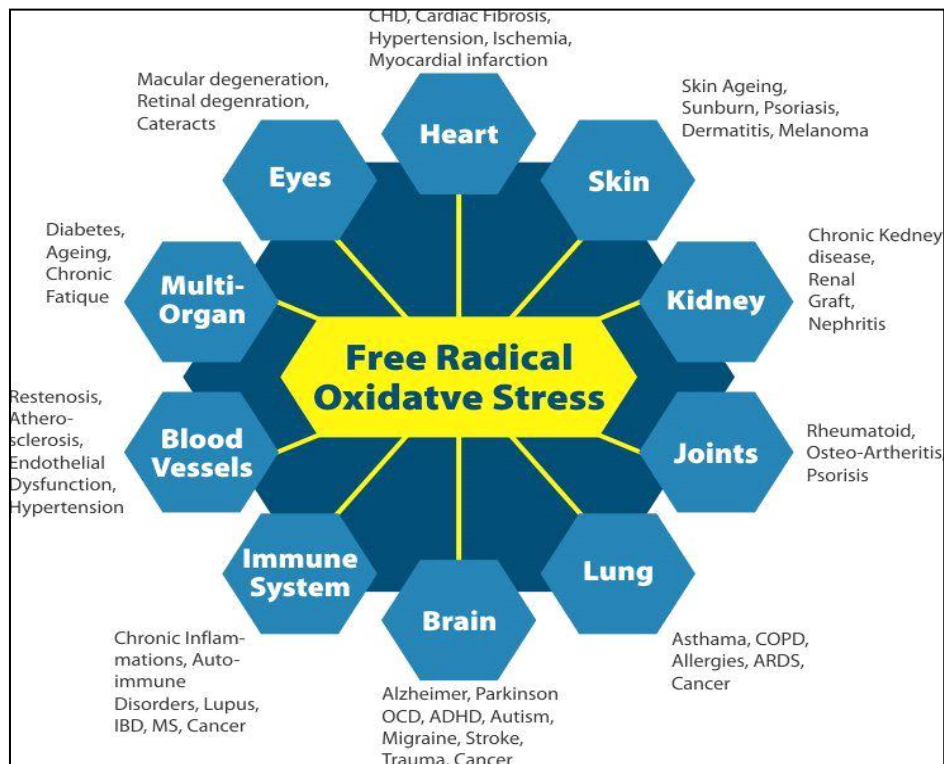 CHD, Cardiac Fibrosis,
Hypertension, Ischemia,
Myocardial infarction
Heart
Macular degeneration,
Retinal degenration,
Cateracts
Eyes
Skin Ageing,
Sunburn, Psoriasis,
Dermatitis, Melanoma
Skin
Diabetes,
Ageing,
Chronic
Fatique
Multi-
Organ
Chronic Kedney
disease,
Renal
Graft,
Nephritis
Kidney
Free Radical
Oxidatve Stress
Restenosis,
Athero-
sclerosis,
Endothelial
Dysfunction,
Hypertension
Blood
Vessels
Joints
Rheumatoid,
Osteo-Artheritis,
Psorisis
Immune
System
Chronic Inflam-
mations, Auto-
immune
Disorders, Lupus,
IBD, MS, Cancer
Brain
Alzheimer, Parkinson
OCD, ADHD, Autism,
Migraine, Stroke,
Trauma, Cancer
Lung
Asthama, COPD,
Allergies, ARDS,
Cancer